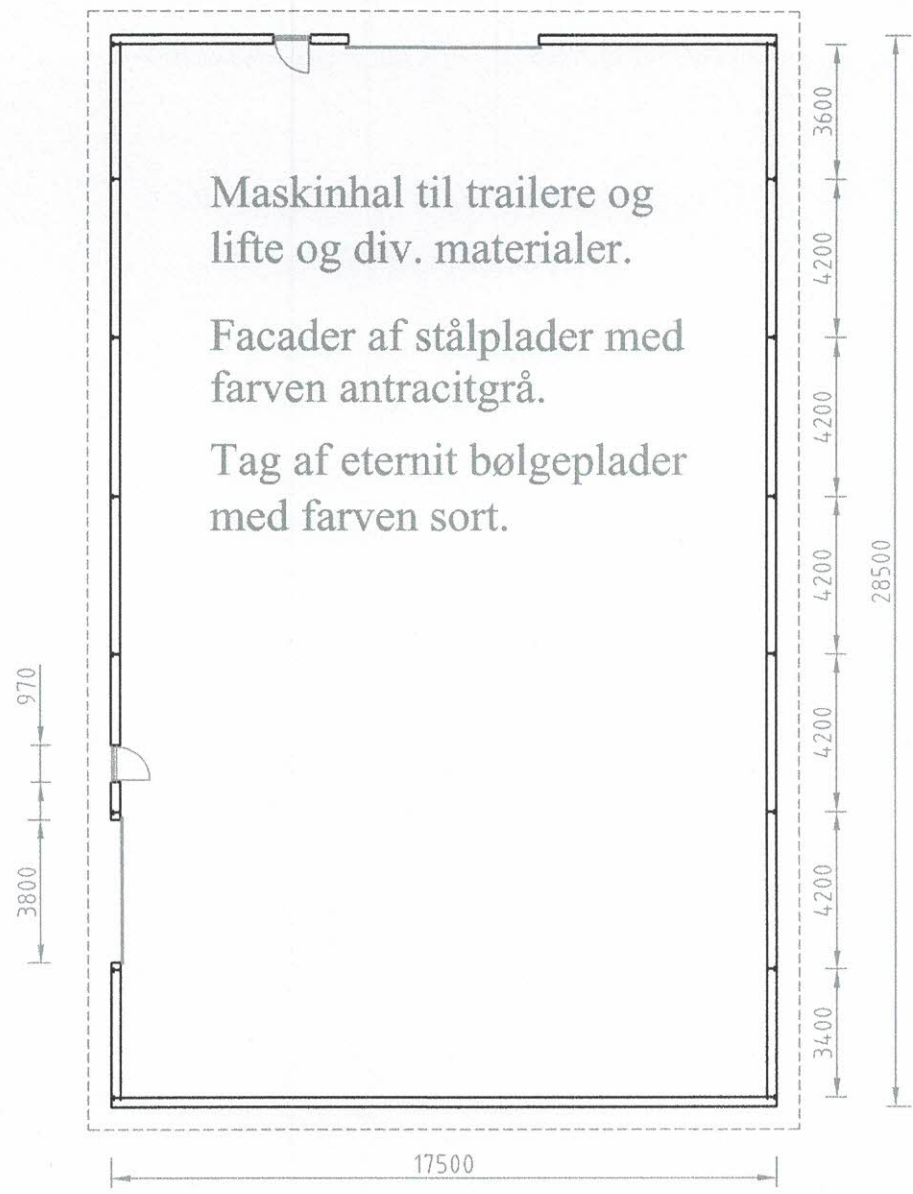 Maskinhal til trailere og
lifte og div. materialer.
Facader af stålplader med
farven antracitgrå.
Tag af eternit bølgeplader
med farven sort.
3600
4200
4200
4200
4200
4200
3400
28500
970
3800
17500